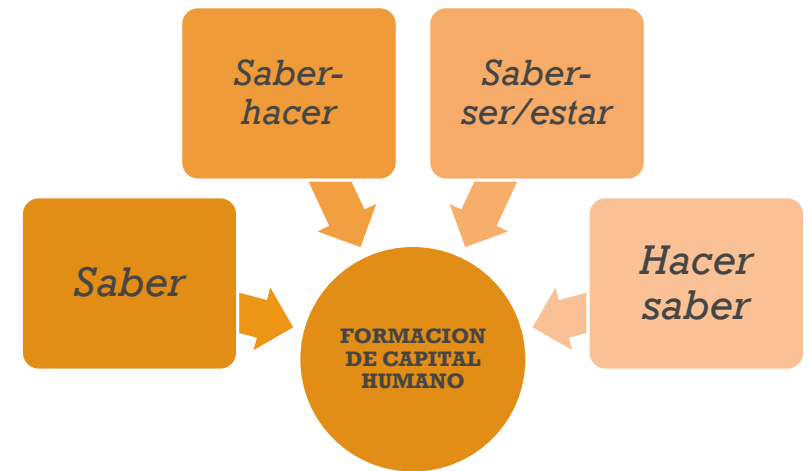 Saber-
hacer
Saber-
ser/estar
Saber
Hacer
saber
FORMACION
DE CAPITAL
HUMANO